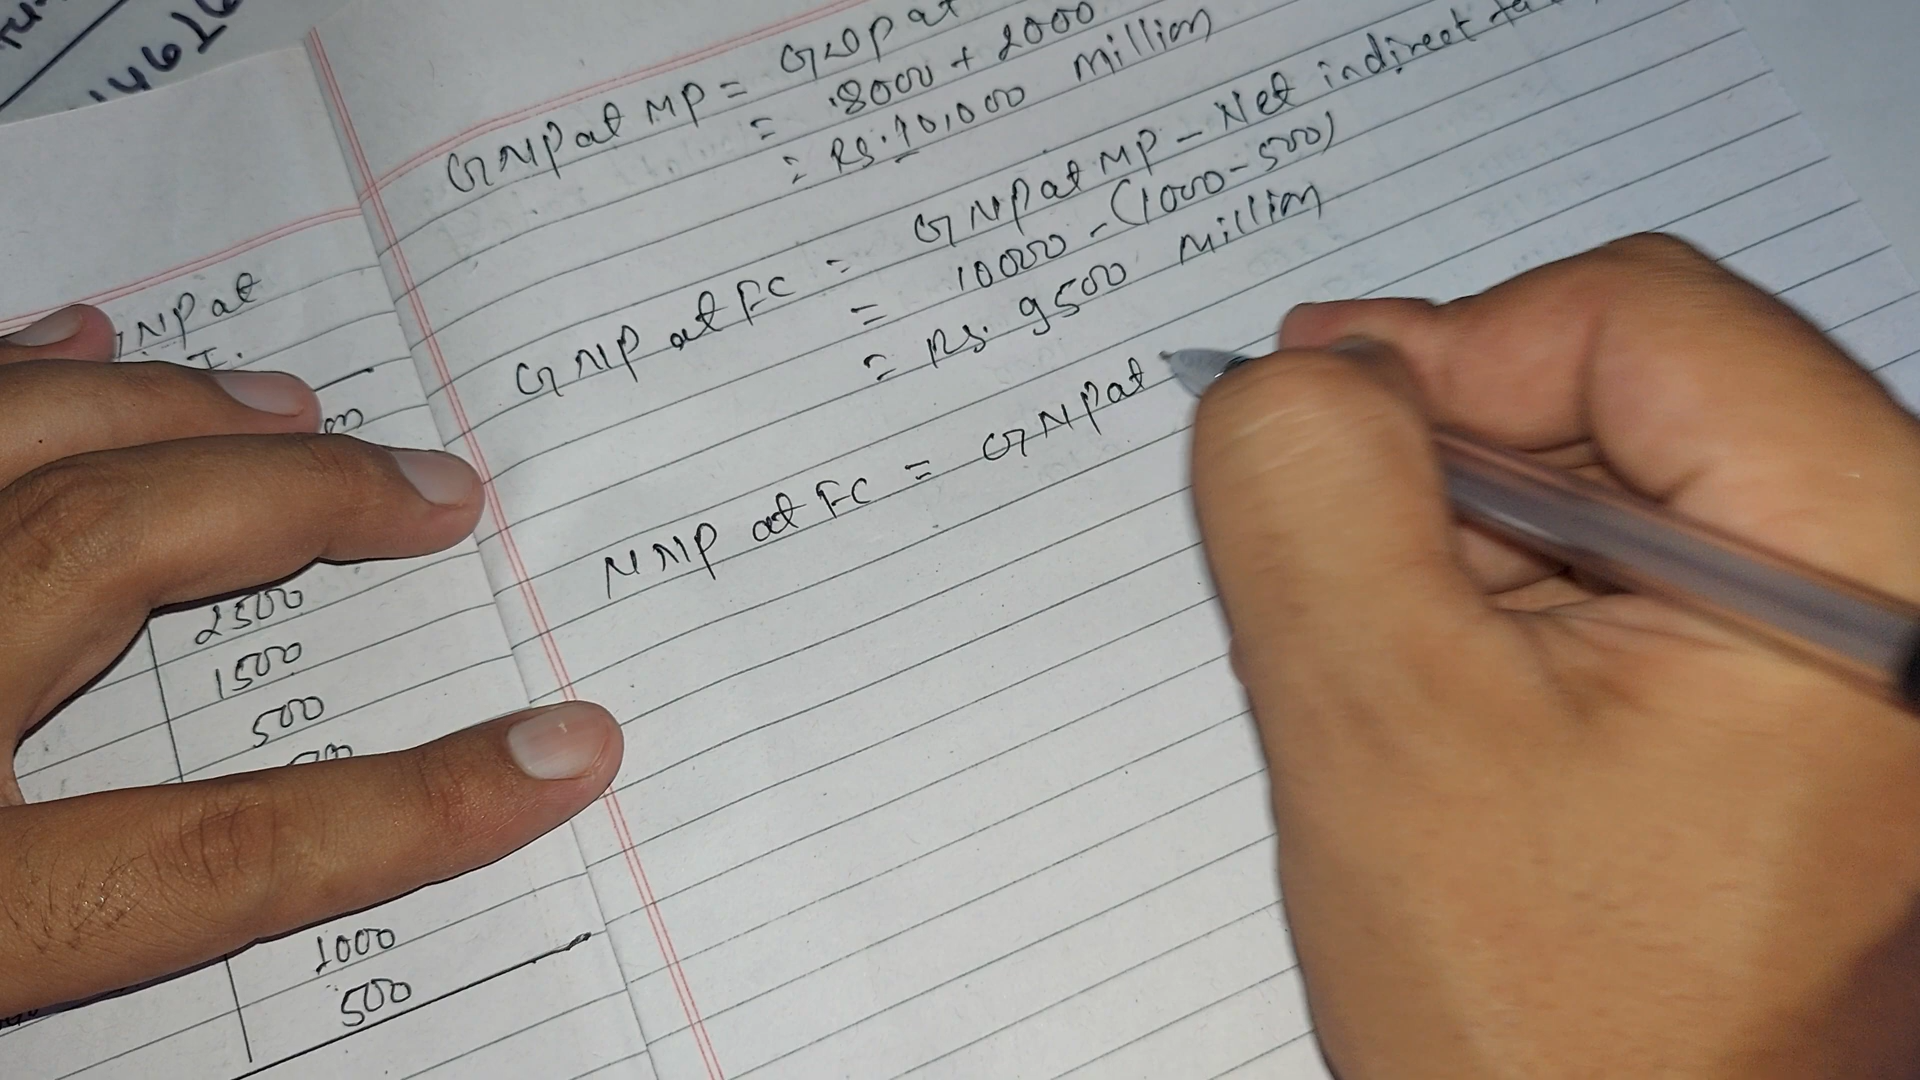 14626
GNP at MP = GDP at
= 8000 + 2000
= Rs. 10,000 Million
GNP at FC = GNP at MP - Net indirect
= 10000 - (1000 - 500)
= Rs. 9500 Million
NNP at FC = GNP at
NP at
I.
2500
1500
500
1000
500